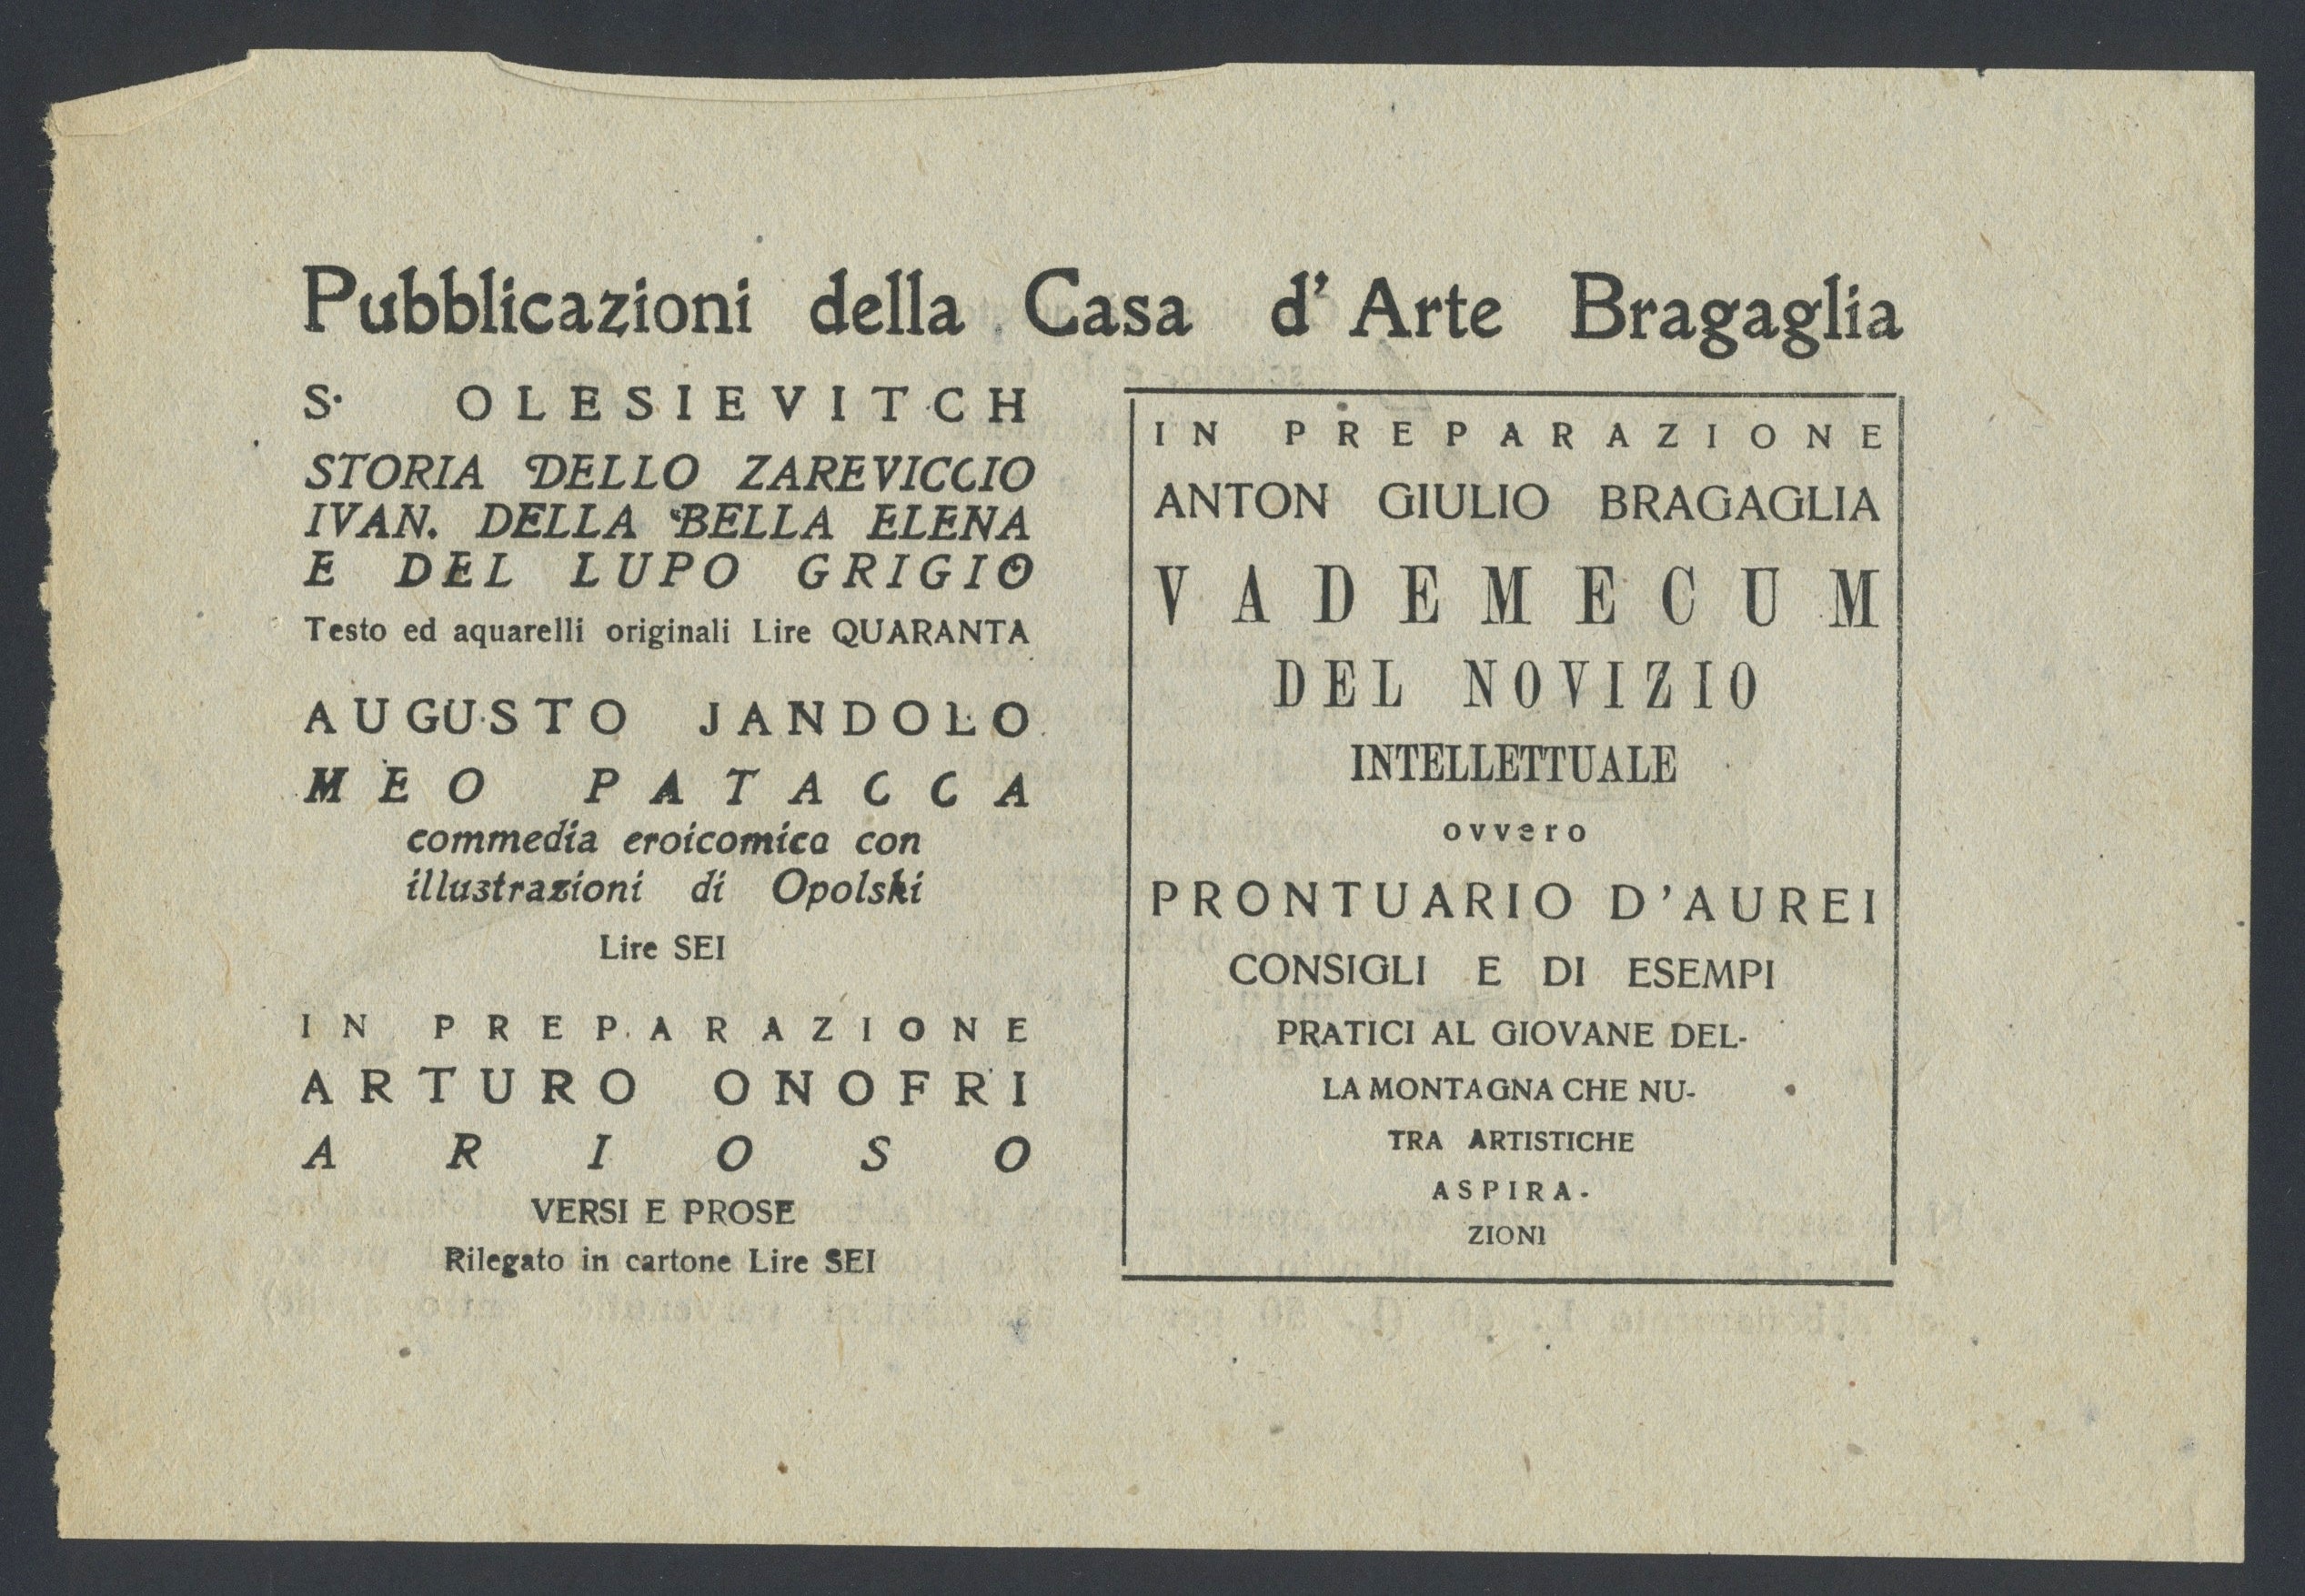 Pubblicazioni della Casa d' Arte Bragaglia
S. OLESIEVITCH
STORIA DELLO ZAREVICCIO
IVAN. DELLA BELLA ELENA
E DEL LUPO GRIGIO
Testo ed aquarelli originali Lire QUARANTA
AUGUSTO JANDOLO
MEO PATACCA
commedia eroicomica con
illustrazioni di Opolski
Lire SEI
IN PREPARAZIONE
ARTURO ONOFRI
ARIOSO
VERSI E PROSE
Rilegato in cartone Lire SEI
IN PREPARAZIONE
ANTON GIULIO BRAGAGLIA
VADEMECUM
DEL NOVIZIO
INTELLETTUALE
ovvero
PRONTUARIO D'AUREI
CONSIGLI E DI ESEMPI
PRATICI AL GIOVANE DEL-
LA MONTAGNA CHE NU-
TRA ARTISTICHE
ASPIRA-
ZIONI